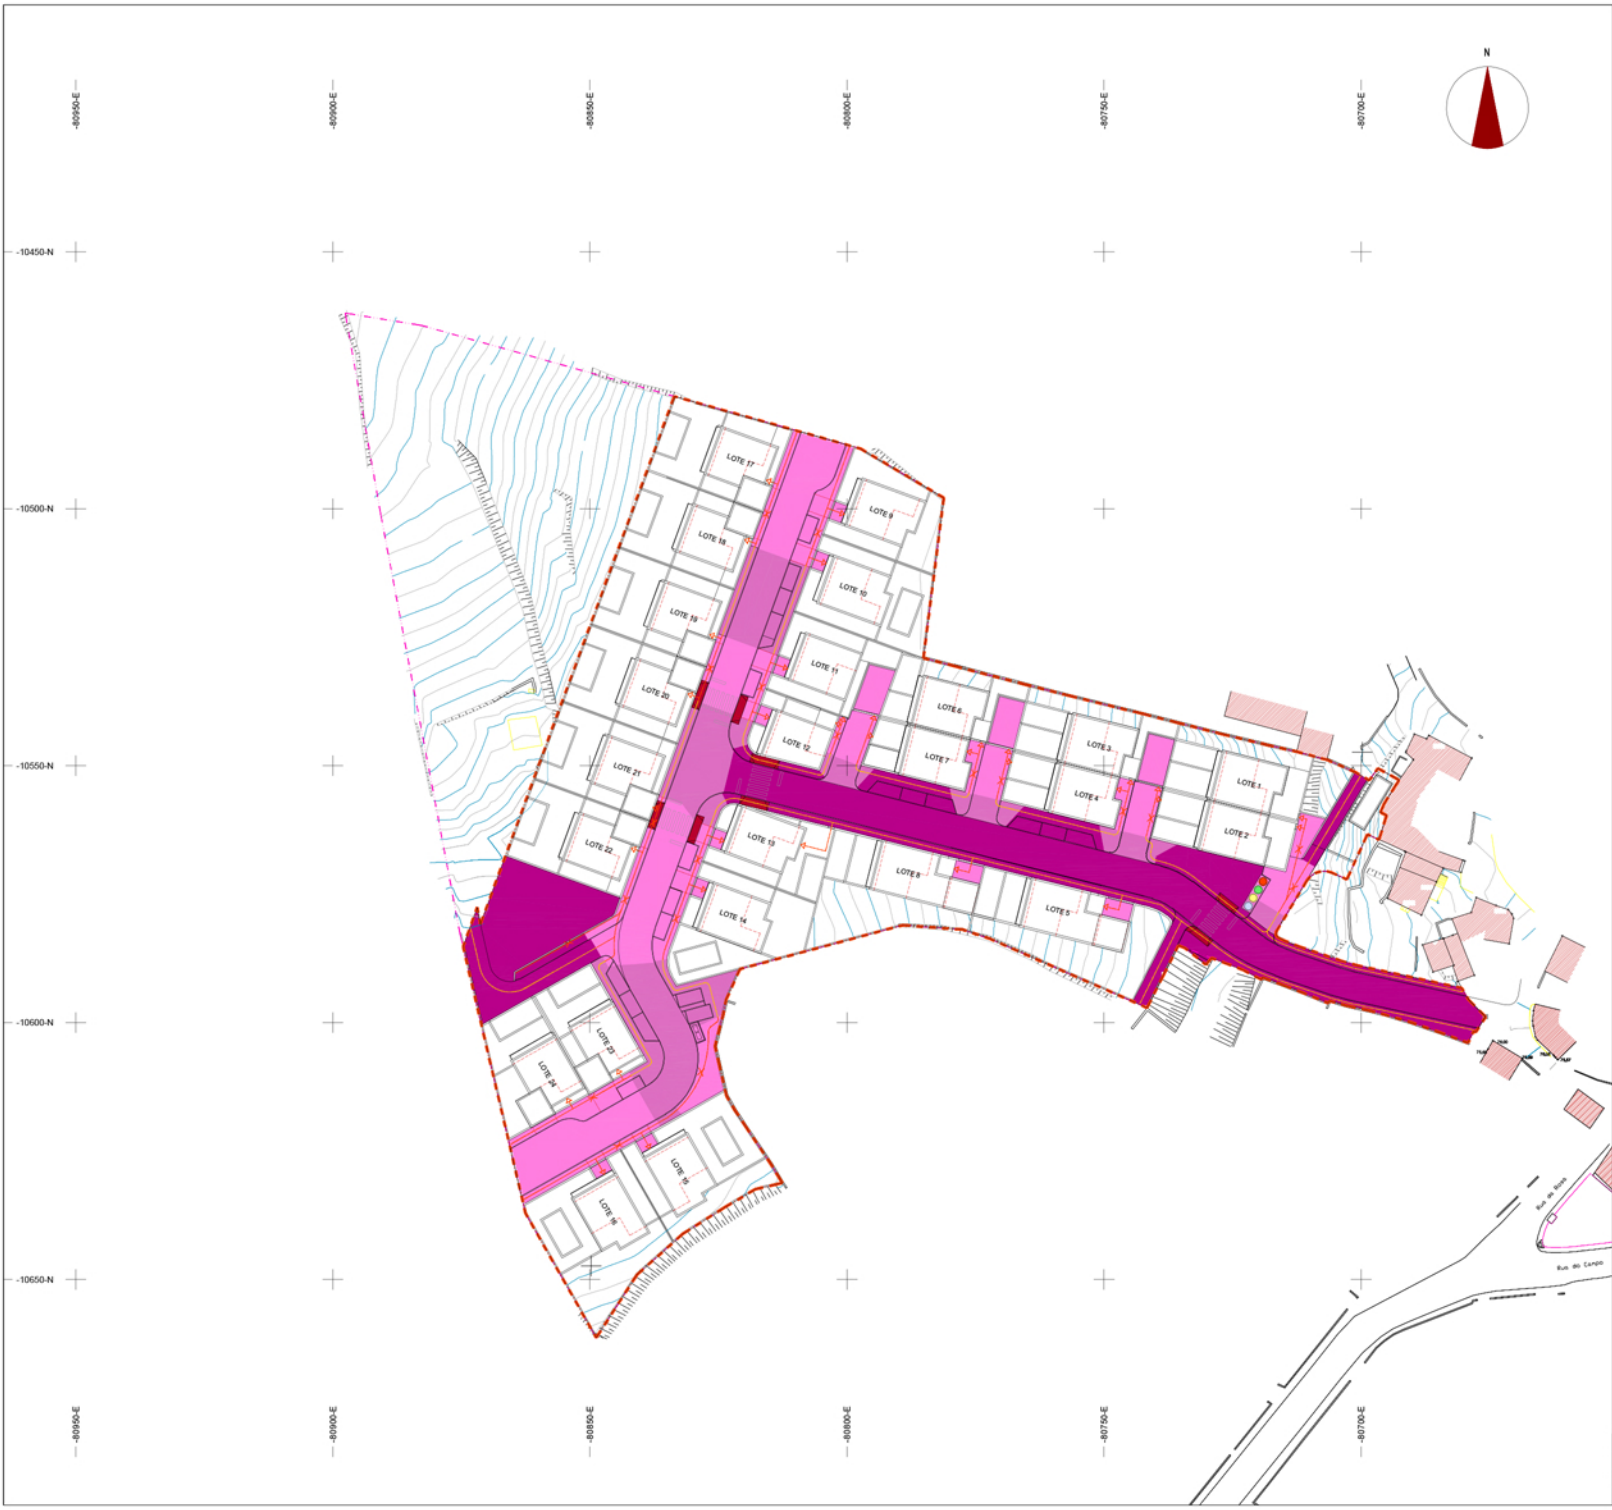 N
-80950-E
-80900-E
-80850-E
-80800-E
-80750-E
-80700-E
-10450-N
-10500-N
-10550-N
-10600-N
-10650-N
LOTE 17
LOTE 9
LOTE 18
LOTE 10
LOTE 19
LOTE 11
LOTE 20
LOTE 6
LOTE 12
LOTE 3
LOTE 7
LOTE 21
LOTE 1
LOTE 4
LOTE 2
LOTE 13
LOTE 22
LOTE 8
LOTE 5
LOTE 14
LOTE 23
LOTE 24
LOTE 15
LOTE 16
Rua do Rosa
Rua do Campo
-80950-E
-80900-E
-80850-E
-80800-E
-80750-E
-80700-E